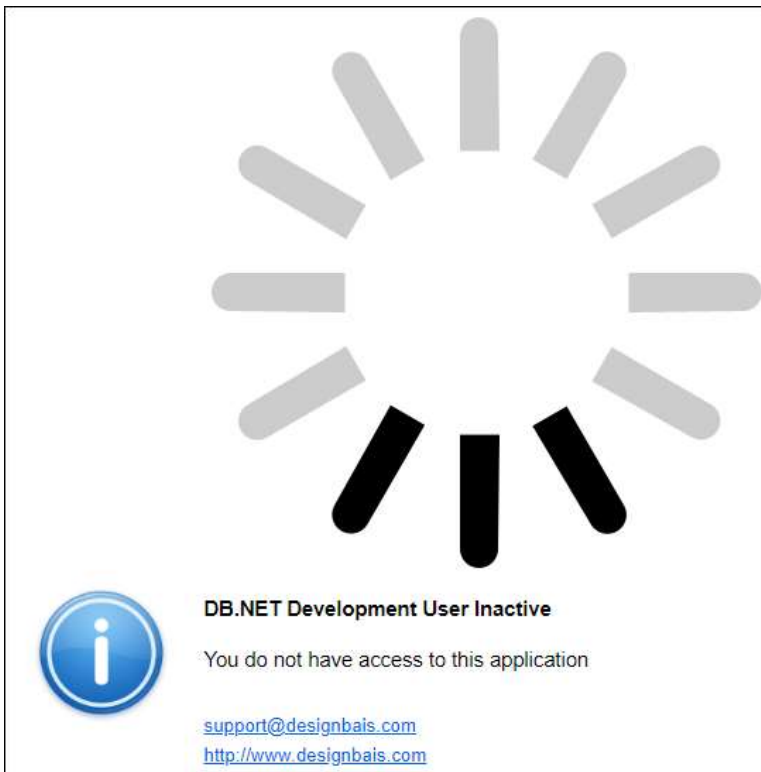 DB.NET Development User Inactive
You do not have access to this application
support@designbais.com
http://www.designbais.com